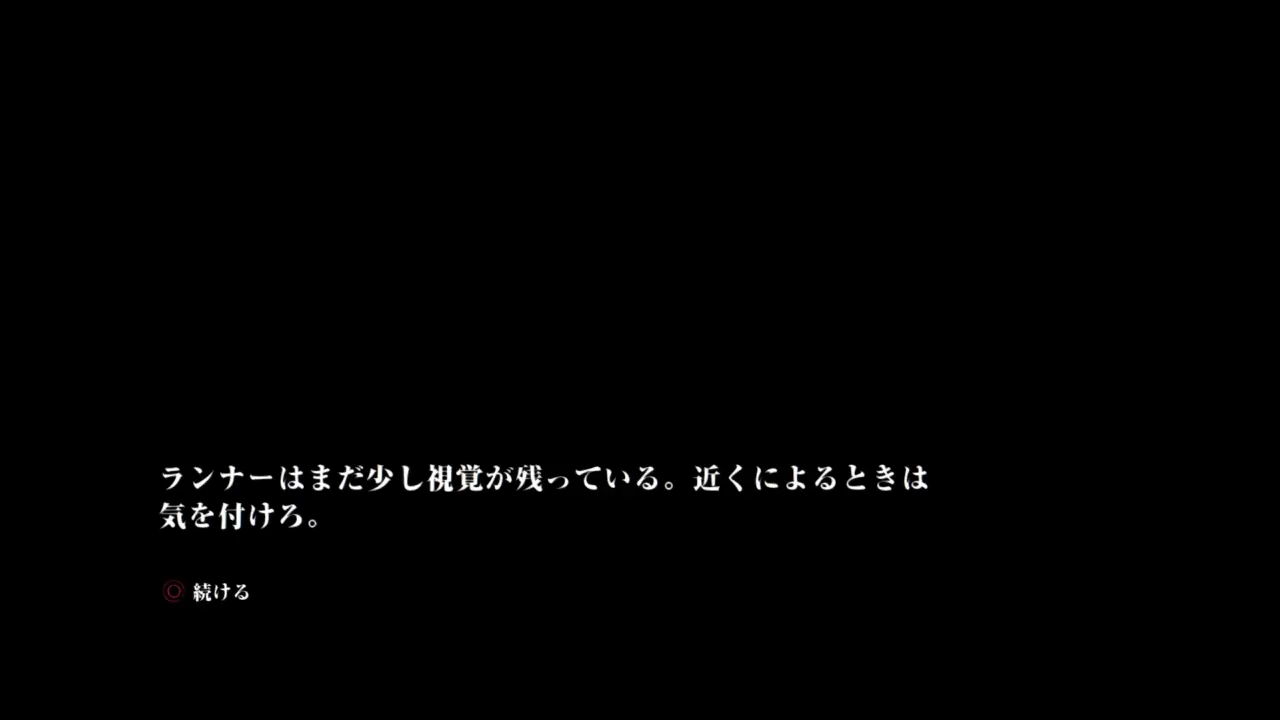 ランナーはまだ少し視覚が残っている。近くによるときは
気を付けろ。
続ける